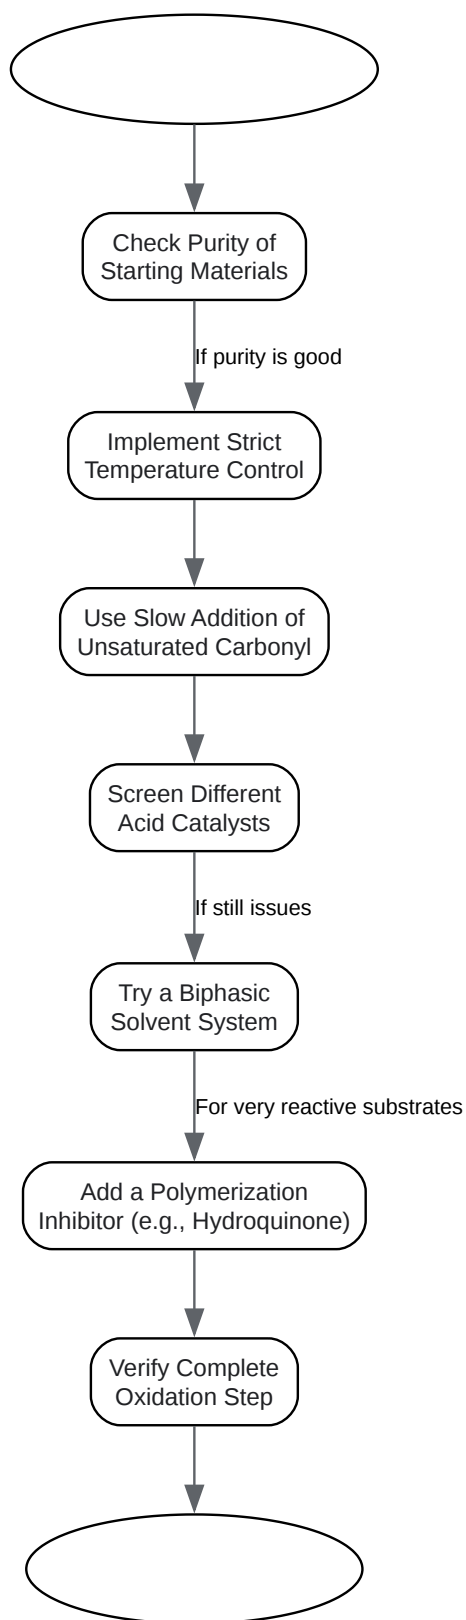 Check Purity of
Starting Materials
If purity is good
Implement Strict
Temperature Control
Use Slow Addition of
Unsaturated Carbonyl
Screen Different
Acid Catalysts
If still issues
Try a Biphasic
Solvent System
For very reactive substrates
Add a Polymerization
Inhibitor (e.g., Hydroquinone)
Verify Complete
Oxidation Step